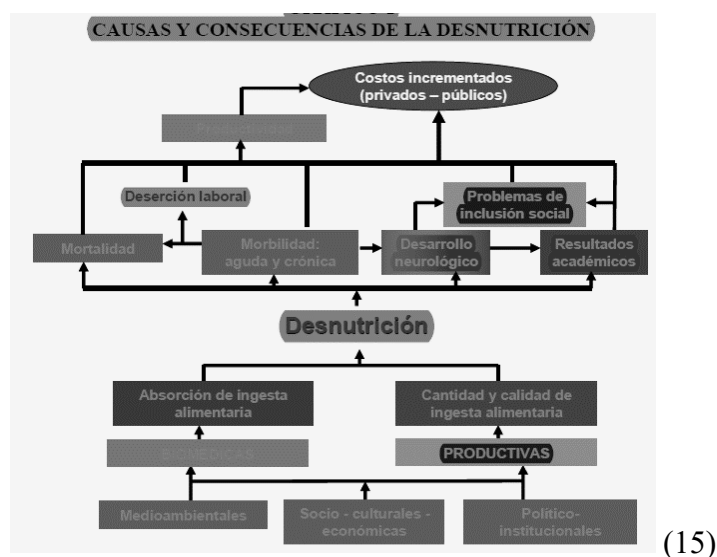 CAUSAS Y CONSECUENCIAS DE LA DESNUTRICIÓN
Costos incrementados
(privados – públicos)
Productividad
Deserción laboral
Problemas de
inclusión social
Mortalidad
Morbilidad:
aguda y crónica
Desarrollo
neurológico
Resultados
académicos
Desnutrición
Absorción de ingesta
alimentaria
Cantidad y calidad de
ingesta alimentaria
BIOMEDICAS
PRODUCTIVAS
Medioambientales
Socio - culturales -
económicas
Político-
institucionales
(15)